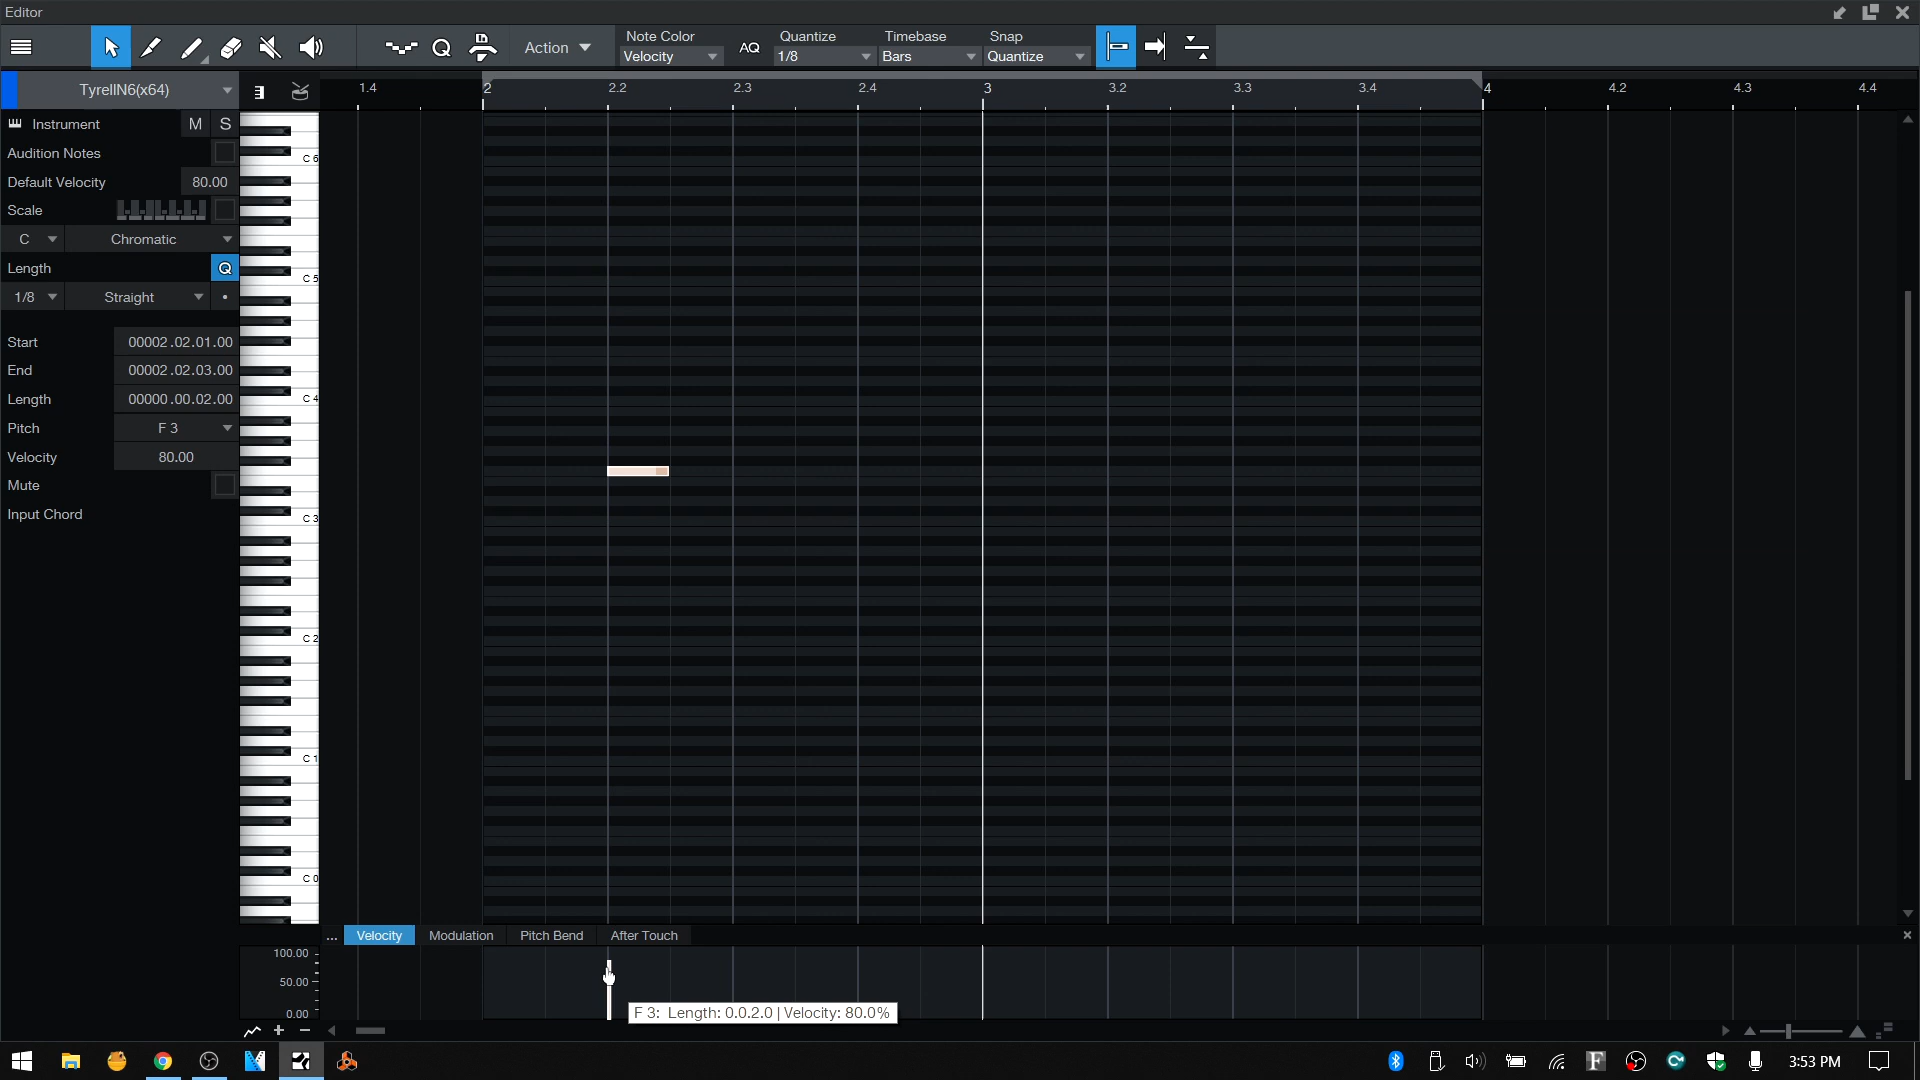 Editor
Action
Note Color
Velocity
AQ
Quantize
1/8
Timebase
Bars
Snap
Quantize
TyrellN6(x64)
1.4
2
2.2
2.3
2.4
3
3.2
3.3
3.4
4
4.2
4.3
4.4
Instrument
M
S
Audition Notes
Default Velocity
80.00
Scale
C
Chromatic
Length
Q
1/8
Straight
Start
00002.02.01.00
End
00002.02.03.00
Length
00000.00.02.00
Pitch
F 3
Velocity
80.00
Mute
Input Chord
C 6
C 5
C 4
C 3
C 2
C 1
C 0
...
Velocity
Modulation
Pitch Bend
After Touch
100.00
50.00
0.00
F 3: Length: 0.0.2.0 | Velocity: 80.0%
3:53 PM